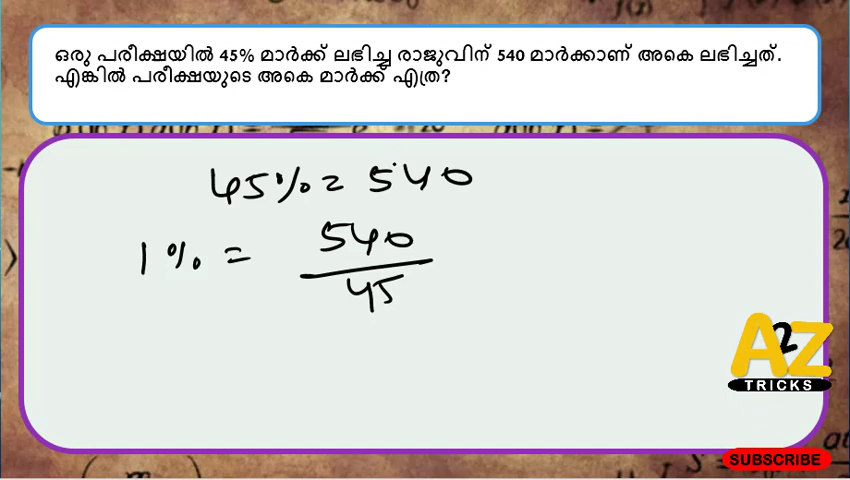 ഒരു പരീക്ഷയിൽ 45% മാർക്ക് ലഭിച്ച രാജുവിന് 540 മാർക്കാണ് അകെ ലഭിച്ചത്.
എങ്കിൽ പരീക്ഷയുടെ അകെ മാർക്ക് എത്ര?
45% = 540
1% = 540
45
A2Z
TRICKS
SUBSCRIBE